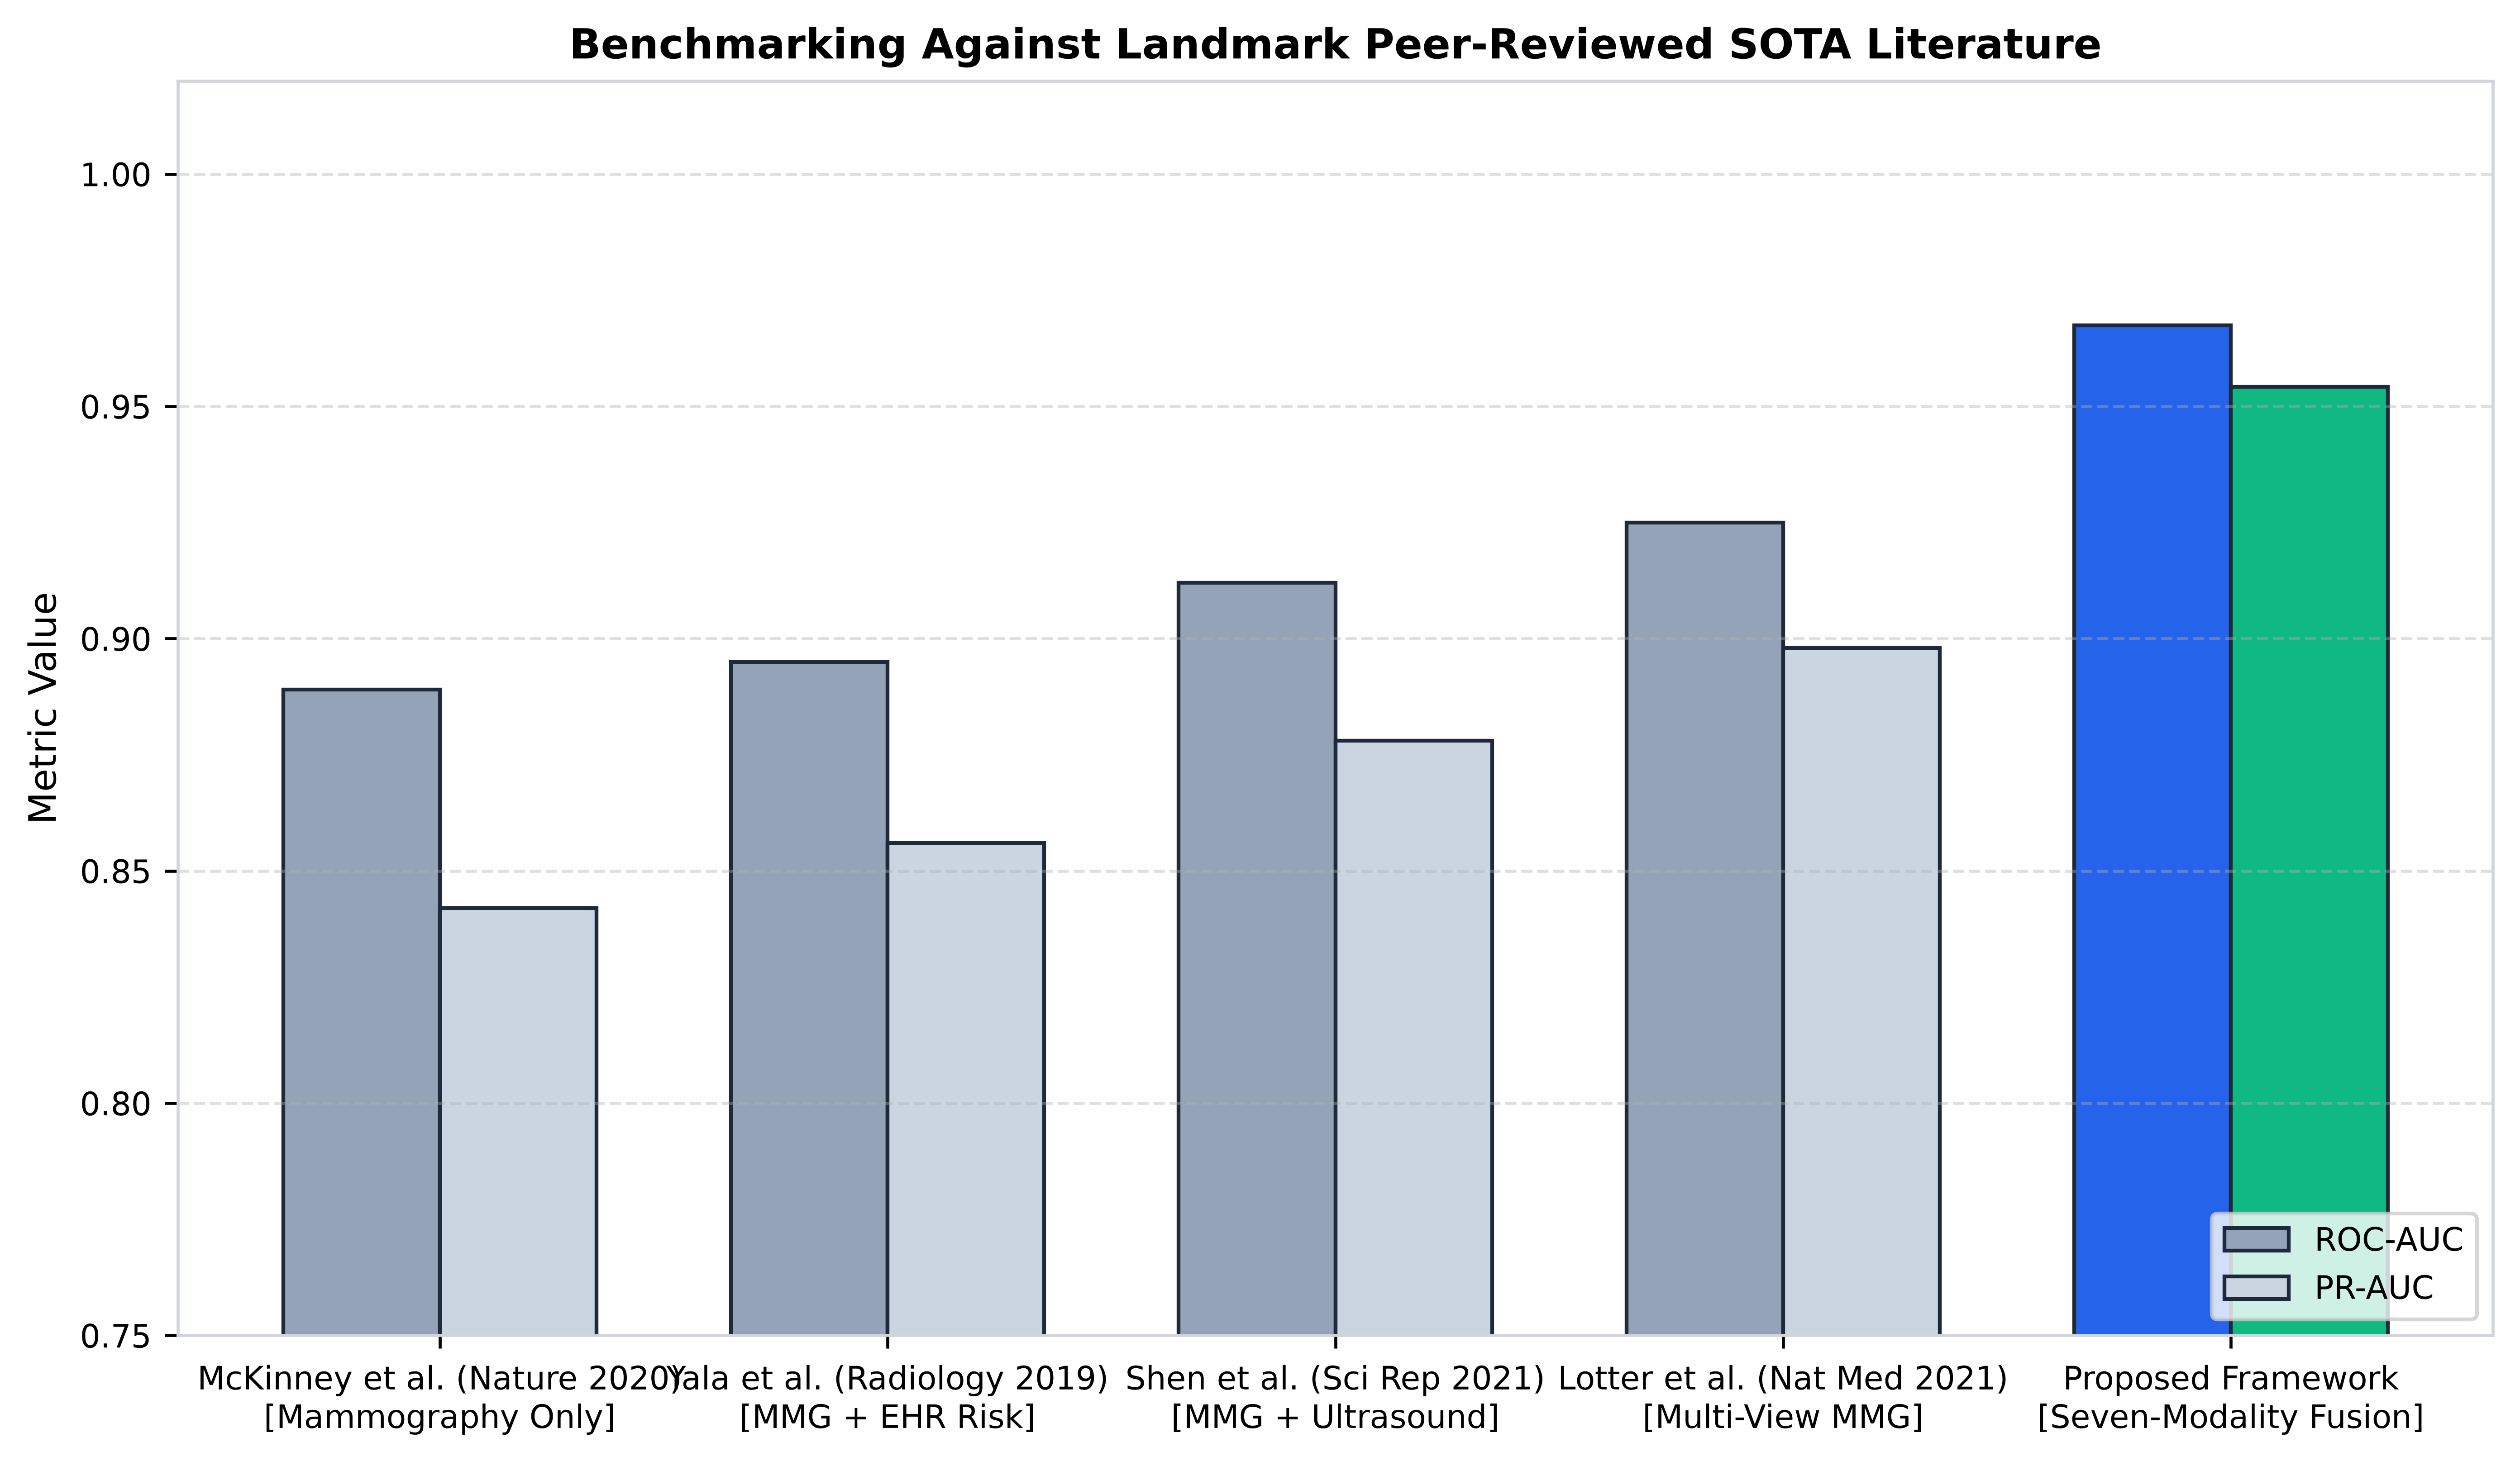 Benchmarking Against Landmark Peer-Reviewed SOTA Literature
Metric Value
1.00
0.95
0.90
0.85
0.80
0.75
ROC-AUC
PR-AUC
McKinney et al. (Nature 2020)
[Mammography Only]
Yala et al. (Radiology 2019)
[MMG + EHR Risk]
Shen et al. (Sci Rep 2021)
[MMG + Ultrasound]
Lotter et al. (Nat Med 2021)
[Multi-View MMG]
Proposed Framework
[Seven-Modality Fusion]